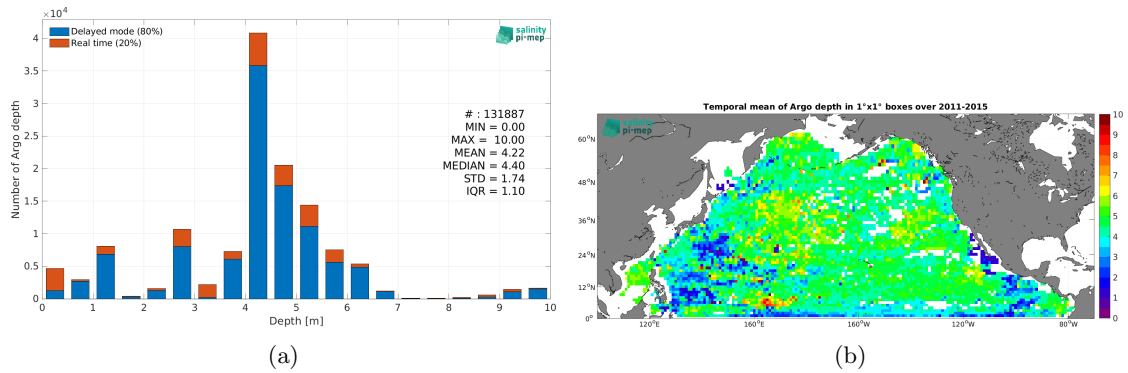 ×10⁴
4
3.5
3
2.5
2
1.5
1
0.5
0
Number of Argo depth
Delayed mode (80%)
Real time (20%)
salinity
pi-mep
# : 131887
MIN = 0.00
MAX = 10.00
MEAN = 4.22
MEDIAN = 4.40
STD = 1.74
IQR = 1.10
0 1 2 3 4 5 6 7 8 9 10
Depth [m]
(a)
Temporal mean of Argo depth in 1°x1° boxes over 2011-2015
salinity
pi-mep
60°N
48°N
36°N
24°N
12°N
0°
120°E 160°E 160°W 120°W 80°W
10
9
8
7
6
5
4
3
2
1
0
(b)